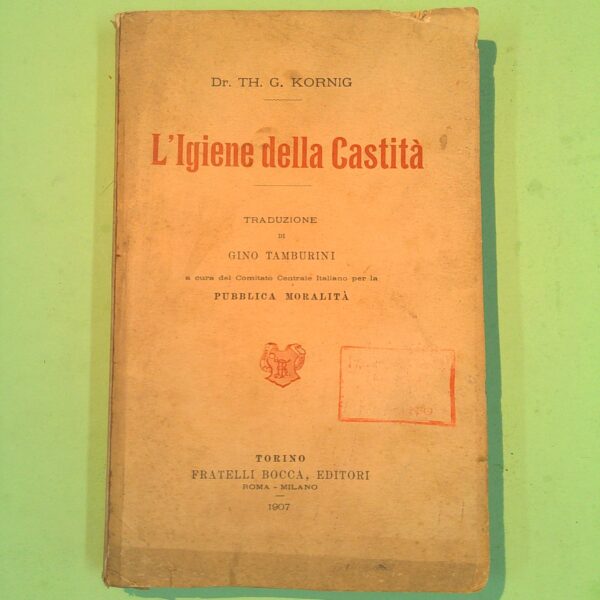 Dr. TH. G. KORNIG
L'Igiene della Castità
TRADUZIONE
DI
GINO TAMBURINI
a cura del Comitato Centrale Italiano per la
PUBBLICA MORALITÀ
TORINO
FRATELLI BOCCA, EDITORI
ROMA - MILANO
1907